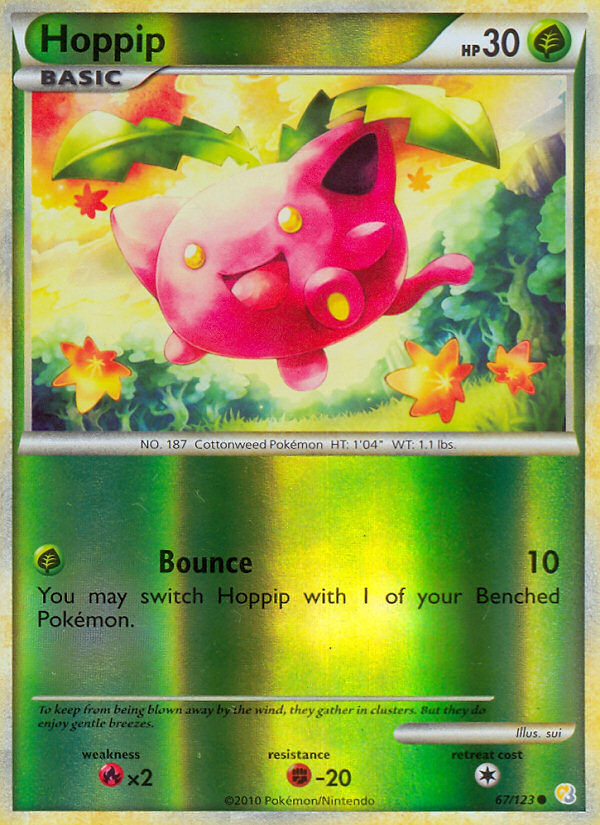 Hoppip
HP 30
BASIC
NO. 187 Cottonweed Pokémon HT: 1'04" WT: 1.1 lbs.
Bounce 10
You may switch Hoppip with 1 of your Benched
Pokémon.
To keep from being blown away by the wind, they gather in clusters. But they do
enjoy gentle breezes.
Illus. sui
weakness resistance retreat cost
×2 -20
©2010 Pokémon/Nintendo 67/123